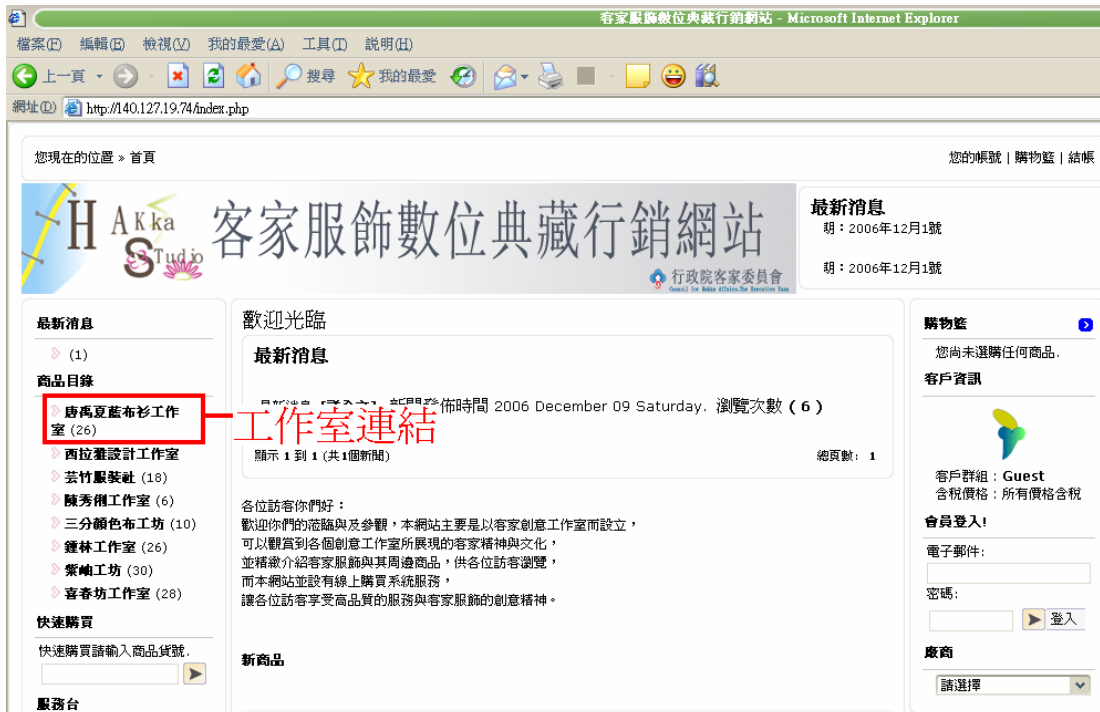 客家服飾數位典藏行銷網站 - Microsoft Internet Explorer
檔案(F) 編輯(E) 檢視(V) 我的最愛(A) 工具(T) 說明(H)
上一頁 搜尋 我的最愛
網址(D) http://140.127.19.74/index.php
您現在的位置 » 首頁
您的帳號 | 購物籃 | 結帳
HAKka
STudio
客家服飾數位典藏行銷網站
行政院客家委員會
最新消息
明：2006年12月1號
期：2006年12月1號
最新消息
(1)
商品目錄
唐禹夏藍布衫工作
室 (26)
西拉雅設計工作室
芸竹服裝社 (18)
陳秀俐工作室 (6)
三分顏色布工坊 (10)
鍾林工作室 (26)
紫岫工坊 (30)
喜春坊工作室 (28)
快速購買
快速購買請輸入商品貨號.
服務台
工作室連結
歡迎光臨
最新消息
新聞發佈時間 2006 December 09 Saturday. 瀏覽次數 ( 6 )
顯示 1 到 1 (共1個新聞)
總頁數: 1
各位訪客你們好：
歡迎你們的蒞臨與及參觀，本網站主要是以客家創意工作室而設立，
可以觀賞到各個創意工作室所展現的客家精神與文化，
並精緻介紹客家服飾與其周邊商品，供各位訪客瀏覽，
而本網站並設有線上購買系統服務，
讓各位訪客享受高品質的服務與客家服飾的創意精神。
新商品
購物籃
您尚未選購任何商品.
客戶資訊
客戶群組：Guest
含稅價格：所有價格含稅
會員登入!
電子郵件:
密碼:
登入
廠商
請選擇